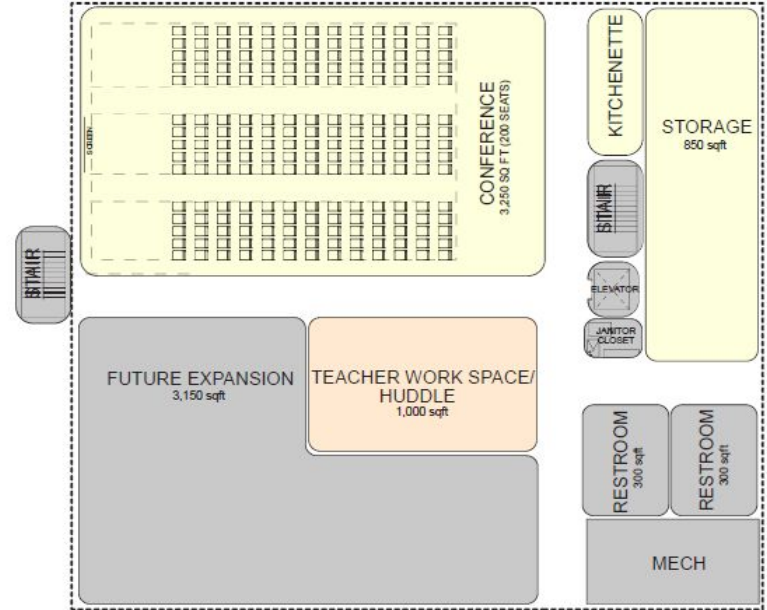 SCREEN
CONFERENCE
3,250 SQ FT (200 SEATS)
KITCHENETTE
STORAGE
850 sqft
STAIR
STAIR
ELEVATOR
JANITOR
CLOSET
FUTURE EXPANSION
3,150 sqft
TEACHER WORK SPACE/
HUDDLE
1,000 sqft
RESTROOM
300 sqft
RESTROOM
300 sqft
MECH